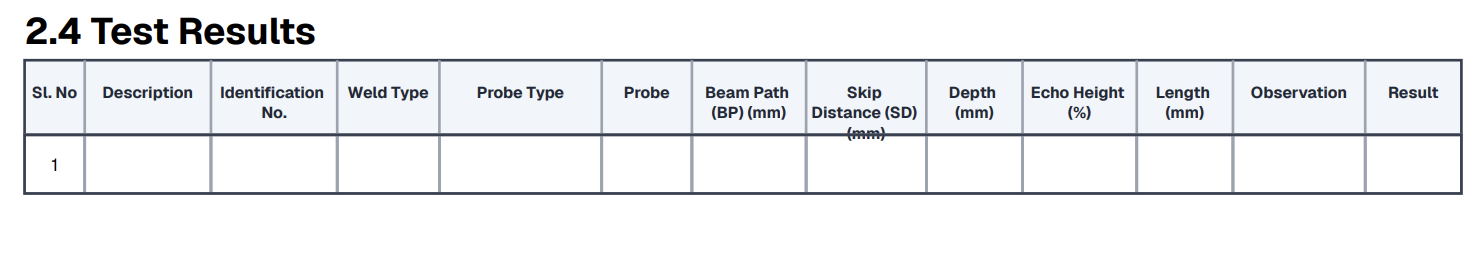 2.4 Test Results
Sl. No Description Identification No. Weld Type Probe Type Probe Beam Path (BP) (mm) Skip Distance (SD) (mm) Depth (mm) Echo Height (%) Length (mm) Observation Result
1